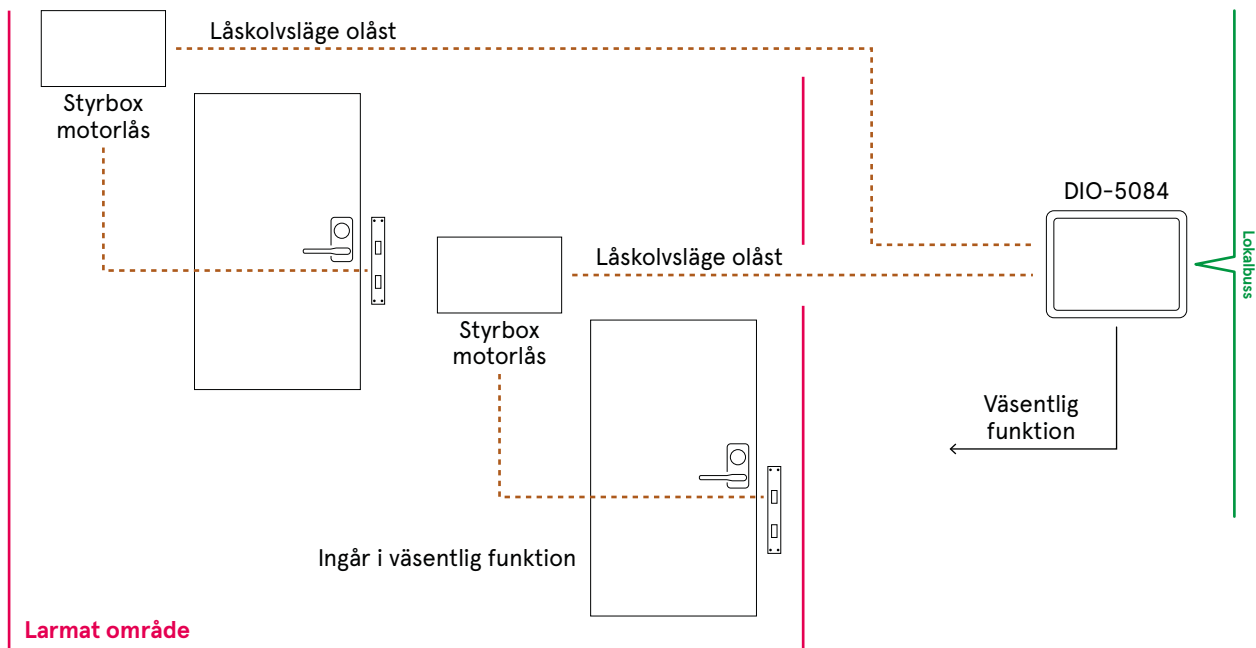 Låskolvsläge olåst
Styrbox
motorlås
DIO-5084
Lokalbuss
Låskolvsläge olåst
Styrbox
motorlås
Väsentlig
funktion
Ingår i väsentlig funktion
Larmat område